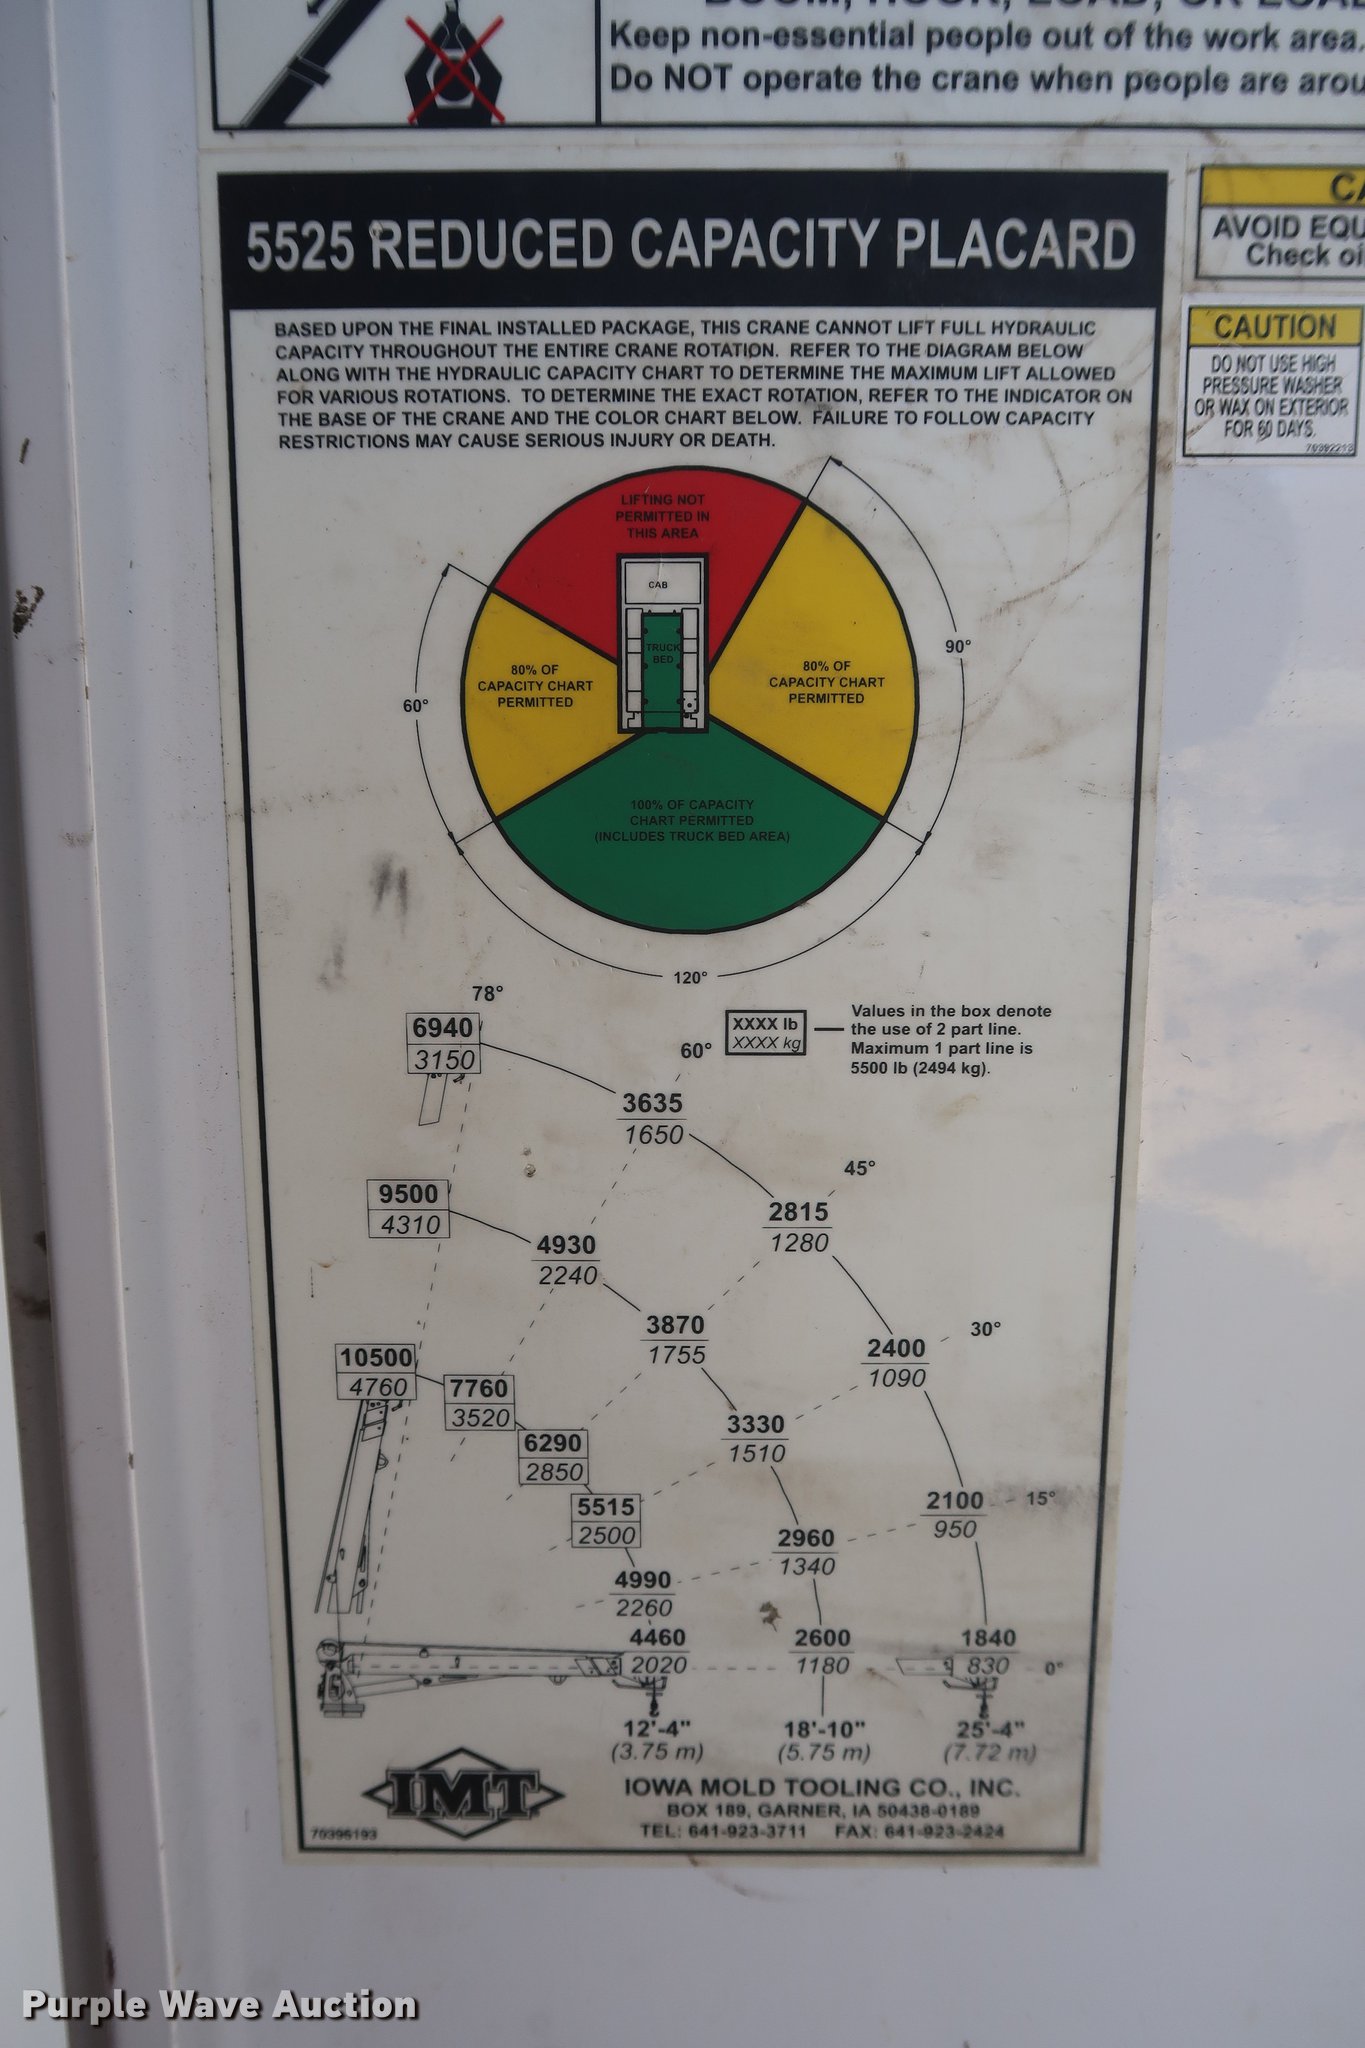 Keep non-essential people out of the work area.
Do NOT operate the crane when people are arou
5525 REDUCED CAPACITY PLACARD
BASED UPON THE FINAL INSTALLED PACKAGE, THIS CRANE CANNOT LIFT FULL HYDRAULIC
CAPACITY THROUGHOUT THE ENTIRE CRANE ROTATION. REFER TO THE DIAGRAM BELOW
ALONG WITH THE HYDRAULIC CAPACITY CHART TO DETERMINE THE MAXIMUM LIFT ALLOWED
FOR VARIOUS ROTATIONS. TO DETERMINE THE EXACT ROTATION, REFER TO THE INDICATOR ON
THE BASE OF THE CRANE AND THE COLOR CHART BELOW. FAILURE TO FOLLOW CAPACITY
RESTRICTIONS MAY CAUSE SERIOUS INJURY OR DEATH.
CA
AVOID EQU
Check oi
CAUTION
DO NOT USE HIGH
PRESSURE WASHER
OR WAX ON EXTERIOR
FOR 60 DAYS.
70392213
LIFTING NOT
PERMITTED IN
THIS AREA
CAB
TRUCK
BED
80% OF
CAPACITY CHART
PERMITTED
80% OF
CAPACITY CHART
PERMITTED
60°
90°
100% OF CAPACITY
CHART PERMITTED
(INCLUDES TRUCK BED AREA)
120°
XXXX lb
XXXX kg
Values in the box denote
the use of 2 part line.
Maximum 1 part line is
5500 lb (2494 kg).
78°
6940
3150
60°
3635
1650
45°
2815
1280
9500
4310
4930
2240
3870
1755
30°
2400
1090
10500
4760
7760
3520
6290
2850
3330
1510
5515
2500
2100
950
15°
2960
1340
4990
2260
4460
2020
2600
1180
1840
830
0°
12'-4"
(3.75 m)
18'-10"
(5.75 m)
25'-4"
(7.72 m)
IMT
IOWA MOLD TOOLING CO., INC.
BOX 189, GARNER, IA 50438-0189
TEL: 641-923-3711 FAX: 641-923-2424
70396193
Purple Wave Auction